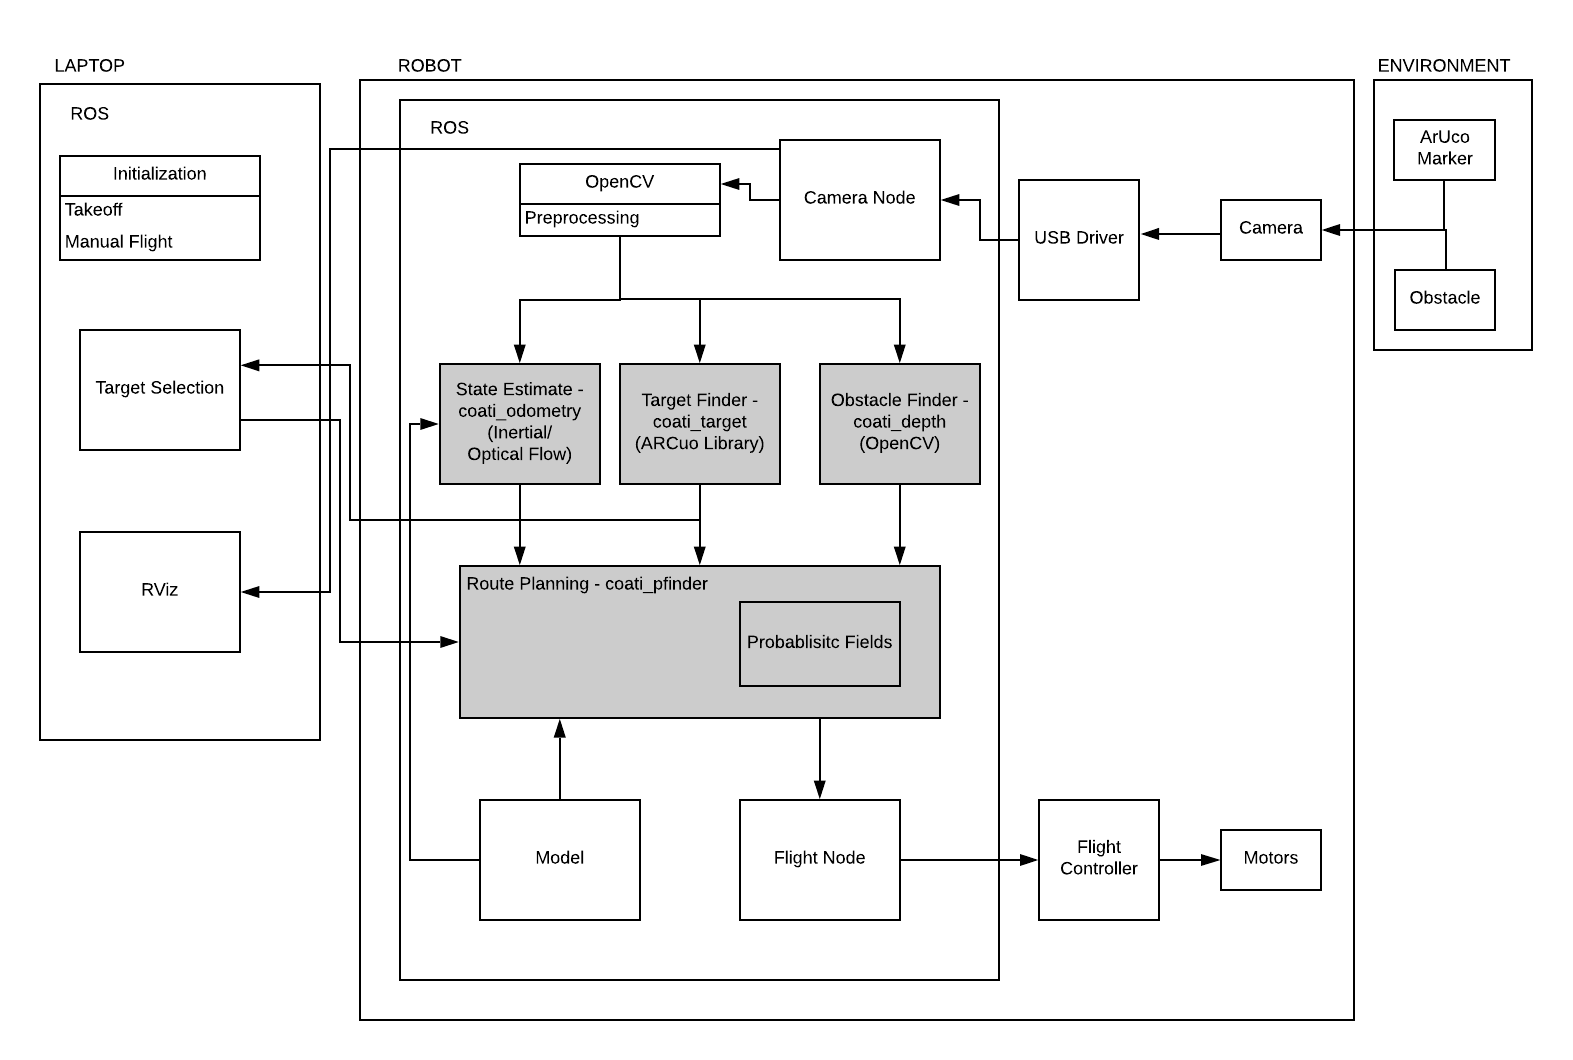 LAPTOP
ROS
Initialization
Takeoff
Manual Flight
Target Selection
RViz
ROBOT
ROS
OpenCV
Preprocessing
Camera Node
USB Driver
Camera
State Estimate -
coati_odometry
(Inertial/
Optical Flow)
Target Finder -
coati_target
(ARCuo Library)
Obstacle Finder -
coati_depth
(OpenCV)
Route Planning - coati_pfinder
Probablisitc Fields
Model
Flight Node
Flight
Controller
Motors
ENVIRONMENT
ArUco
Marker
Obstacle